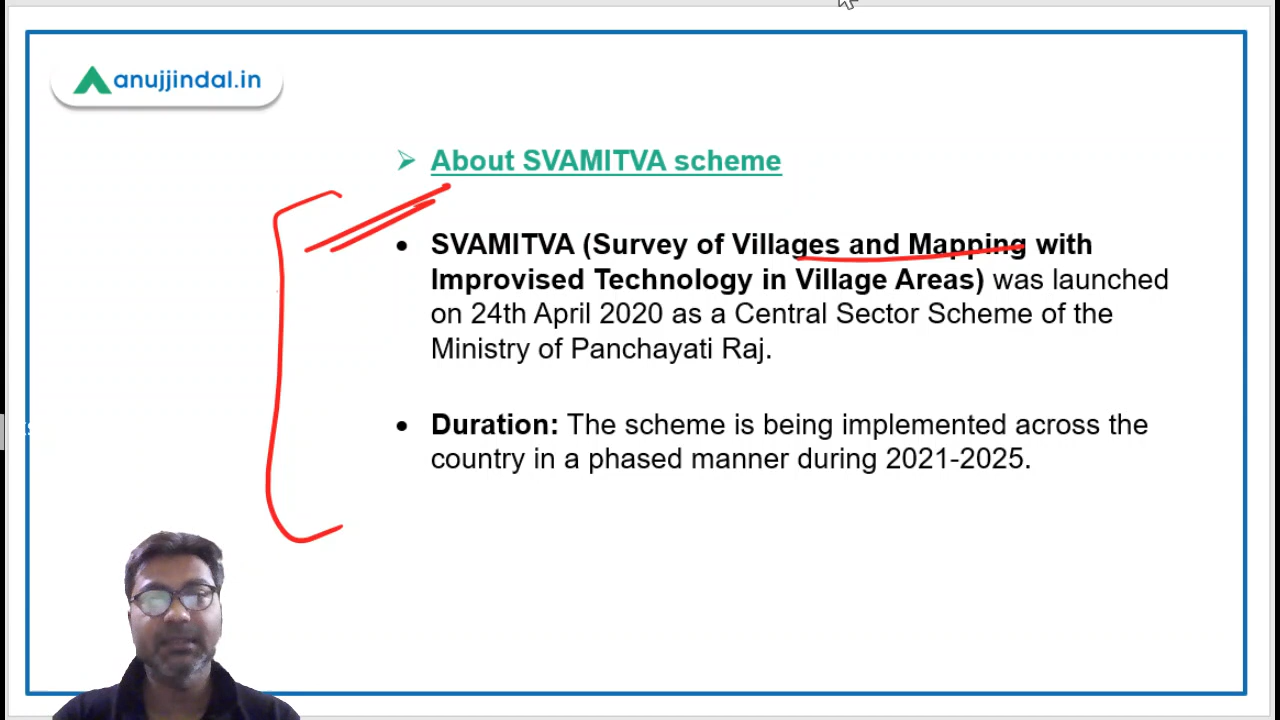 anujjindal.in
➢ About SVAMITVA scheme
• SVAMITVA (Survey of Villages and Mapping with
Improvised Technology in Village Areas) was launched
on 24th April 2020 as a Central Sector Scheme of the
Ministry of Panchayati Raj.
• Duration: The scheme is being implemented across the
country in a phased manner during 2021-2025.